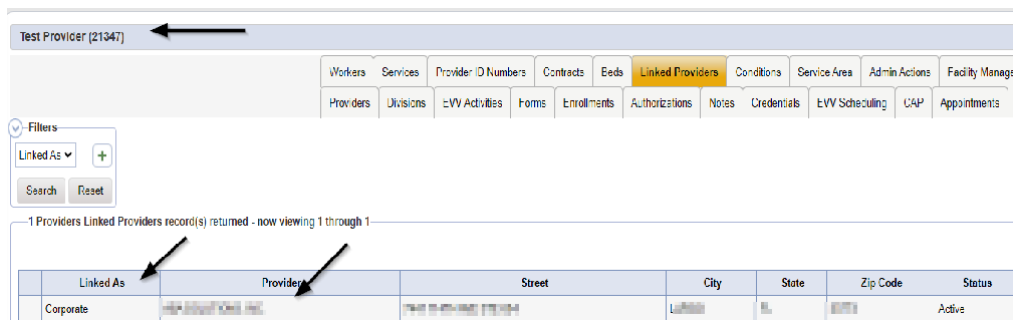 Test Provider (21347)
Workers Services Provider ID Numbers Contracts Beds Linked Providers Conditions Service Area Admin Actions Facility Manage
Providers Divisions EVV Activities Forms Enrollments Authorizations Notes Credentials EVV Scheduling CAP Appointments
Filters
Linked As
Search Reset
1 Providers Linked Providers record(s) returned - now viewing 1 through 1
Linked As Provider Street City State Zip Code Status
Corporate Active